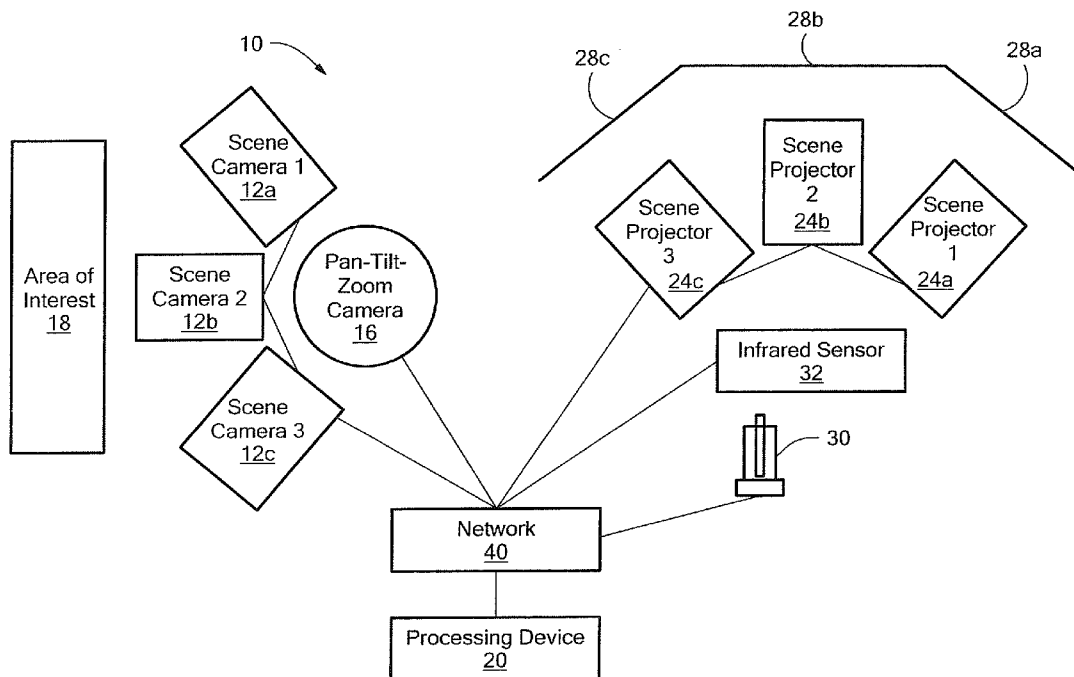 10
28b
28c
28a
Scene
Camera 1
12a
Scene
Projector
2
24b
Scene
Projector
3
24c
Scene
Projector
1
24a
Area of
Interest
18
Scene
Camera 2
12b
Pan-Tilt-
Zoom
Camera
16
Infrared Sensor
32
Scene
Camera 3
12c
30
Network
40
Processing Device
20